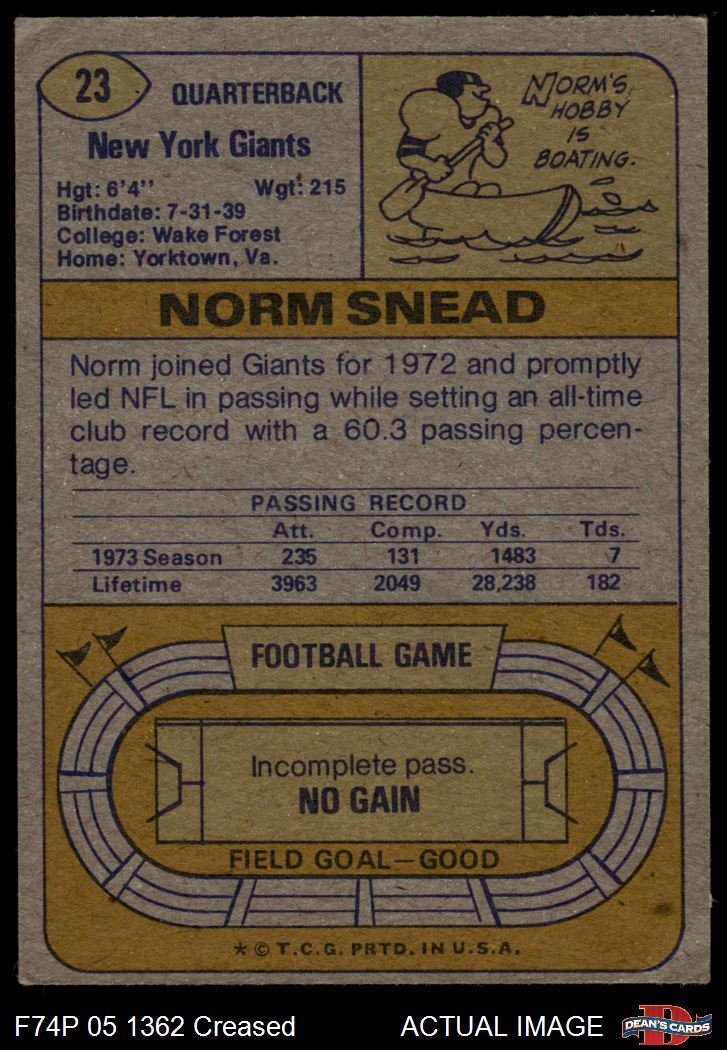 23
QUARTERBACK
New York Giants
Hgt: 6'4" Wgt: 215
Birthdate: 7-31-39
College: Wake Forest
Home: Yorktown, Va.
NORM'S
HOBBY
IS
BOATING.
NORM SNEAD
Norm joined Giants for 1972 and promptly
led NFL in passing while setting an all-time
club record with a 60.3 passing percen-
tage.
PASSING RECORD
Att. Comp. Yds. Tds.
1973 Season 235 131 1483 7
Lifetime 3963 2049 28,238 182
FOOTBALL GAME
Incomplete pass.
NO GAIN
FIELD GOAL—GOOD
* © T.C.G. PRTD. IN U.S.A.
F74P 05 1362 Creased ACTUAL IMAGE
DEAN'S CARDS